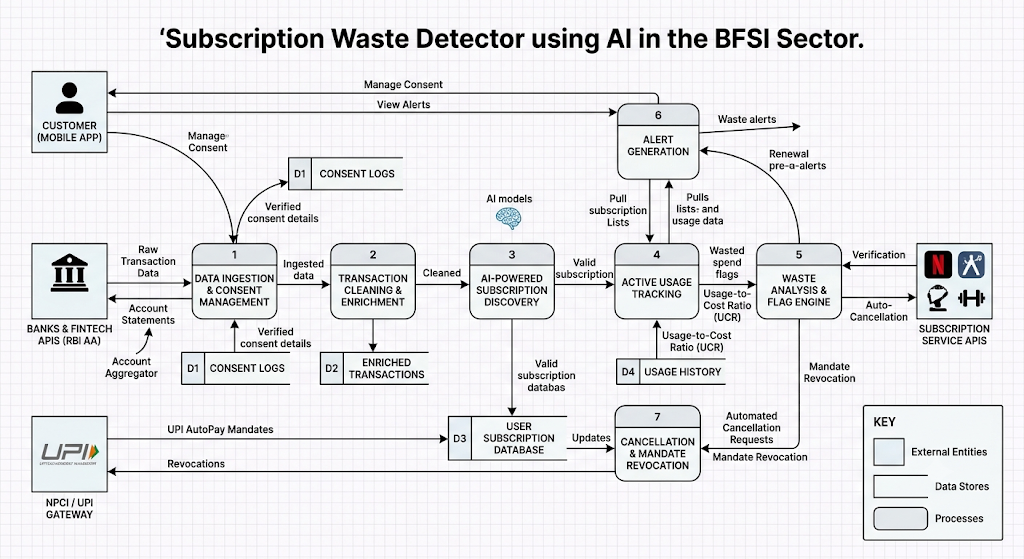 ‘Subscription Waste Detector using AI in the BFSI Sector.
CUSTOMER
(MOBILE APP)
Manage Consent
View Alerts
Manage
Consent
6
ALERT
GENERATION
Waste alerts
Renewal
pre-α-alerts
D1
CONSENT LOGS
Verified
consent details
AI models
Pull
subscription
Lists
Pulls
lists- and
usage data
BANKS & FINTECH
APIS (RBI AA)
Raw
Transaction
Data
Account
Statements
Account
Aggregator
1
DATA INGESTION
& CONSENT
MANAGEMENT
Ingested
data
2
TRANSACTION
CLEANING &
ENRICHMENT
Cleaned
3
AI-POWERED
SUBSCRIPTION
DISCOVERY
Valid
subscription
4
ACTIVE USAGE
TRACKING
Wasted
spend
flags
Usage-to-
Cost Ratio
(UCR)
5
WASTE
ANALYSIS &
FLAG ENGINE
Verification
Auto-
Cancellation
N
SUBSCRIPTION
SERVICE APIS
Verified
consent details
D1
CONSENT LOGS
D2
ENRICHED
TRANSACTIONS
Valid
subscription
databas
Usage-to-Cost
Ratio (UCR)
D4
USAGE HISTORY
Mandate
Revocation
UPI
NPCI / UPI
GATEWAY
UPI AutoPay Mandates
Revocations
D3
USER
SUBSCRIPTION
DATABASE
Updates
7
CANCELLATION
& MANDATE
REVOCATION
Automated
Cancellation
Requests
Mandate Revocation
KEY
External Entities
Data Stores
Processes